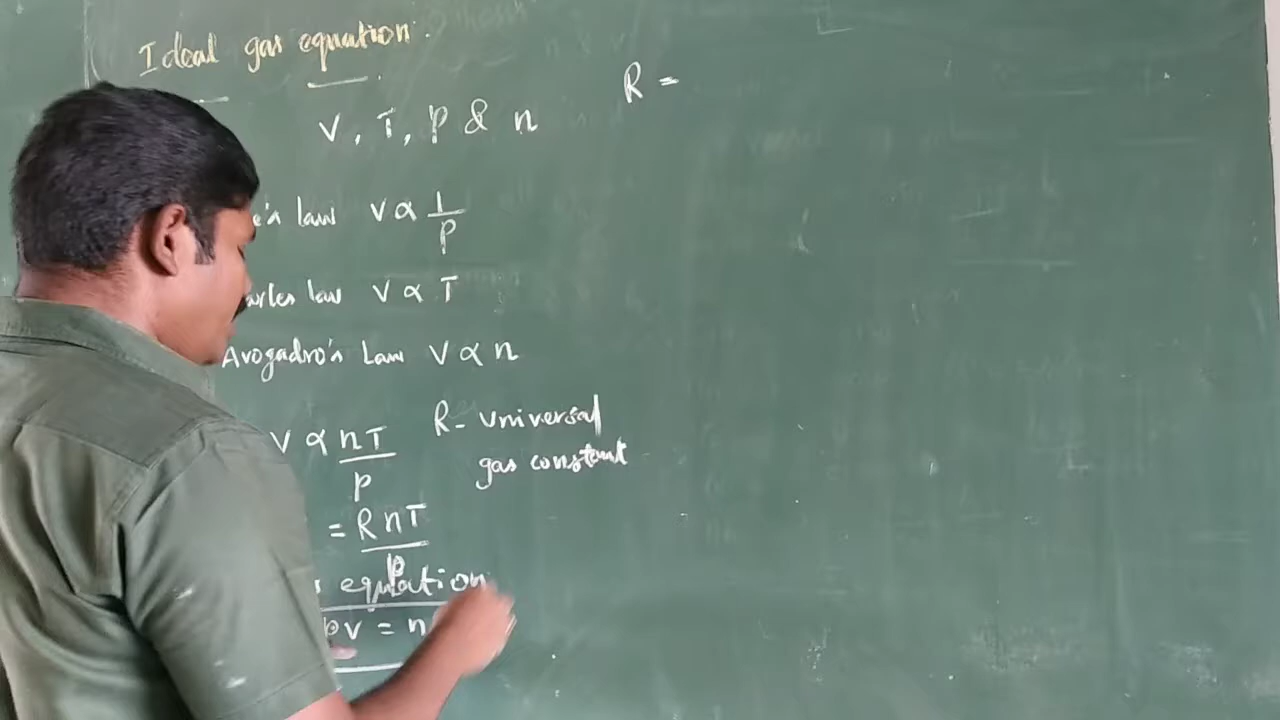 Ideal gas equation.
V, T, P & n
e's law V ∝ 1/P
arles law V ∝ T
Avogadro's Law V ∝ n
V ∝ nT/P
R - Universal
gas constant
= RnT/P
s equation
PV = n
R =